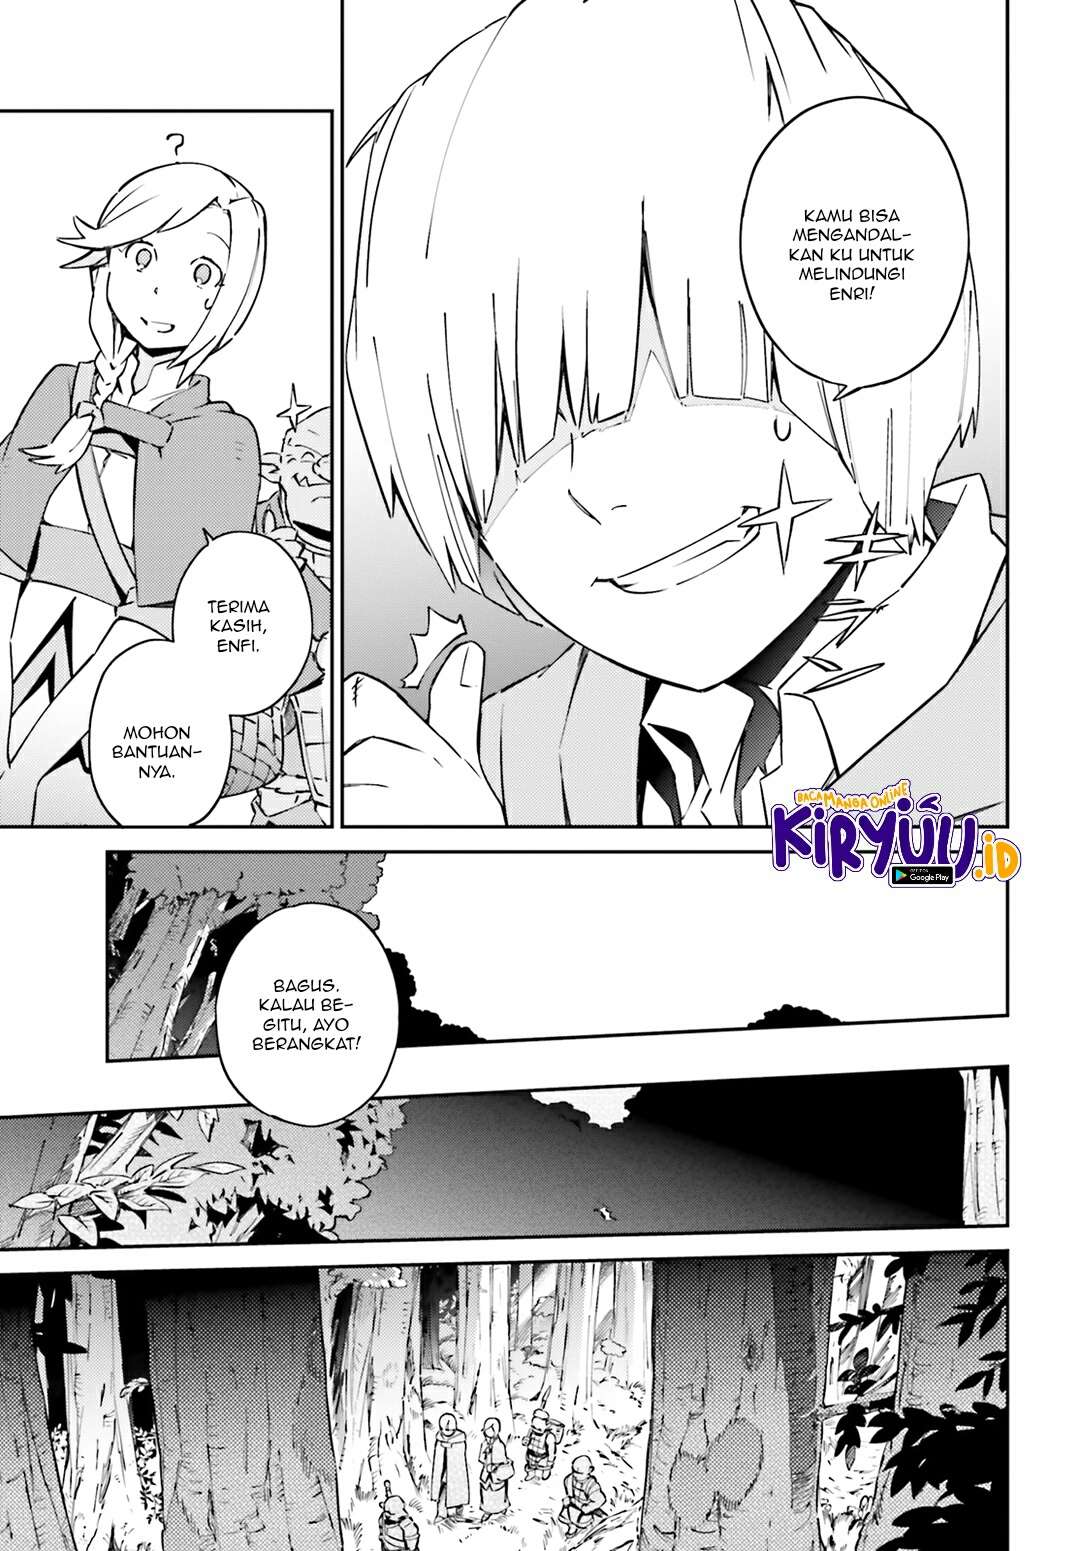 KAMU BISA
MENGANDAL-
KAN KU UNTUK
MELINDUNGI
ENRI!
?
TERIMA
KASIH,
ENFI.
MOHON
BANTUAN-
NYA.
BACA MANGA ONLINE
KIRYUU.ID
GET IT ON
Google Play
BAGUS.
KALAU BE-
GITU, AYO
BERANGKAT!